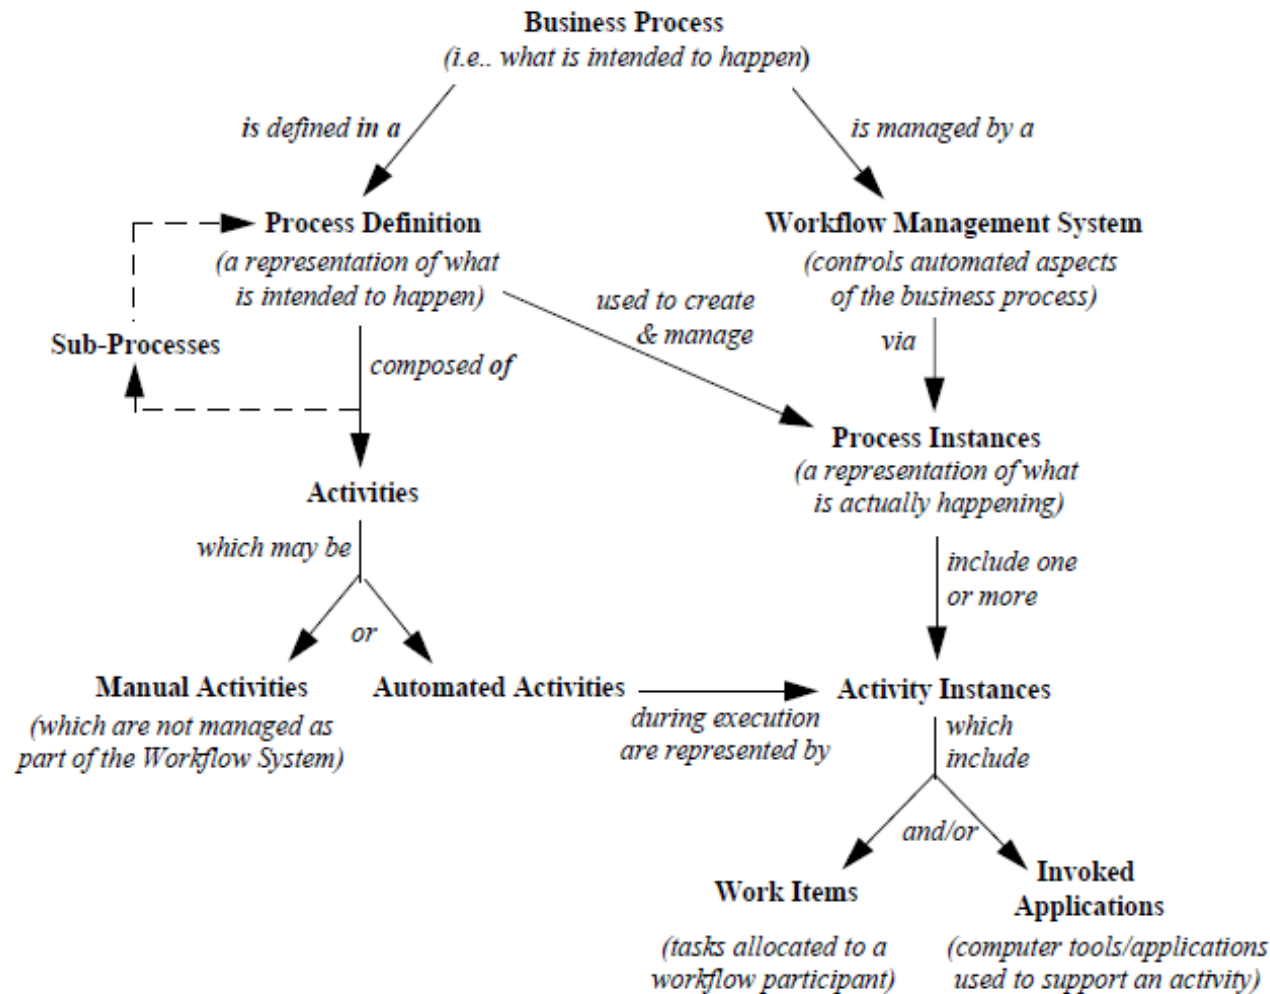 Business Process
(i.e.. what is intended to happen)
is defined in a
is managed by a
Process Definition
(a representation of what
is intended to happen)
Workflow Management System
(controls automated aspects
of the business process)
used to create
& manage
via
Sub-Processes
composed of
Process Instances
(a representation of what
is actually happening)
Activities
which may be
or
include one
or more
Manual Activities
(which are not managed as
part of the Workflow System)
Automated Activities
during execution
are represented by
Activity Instances
which
include
and/or
Work Items
(tasks allocated to a
workflow participant)
Invoked
Applications
(computer tools/applications
used to support an activity)